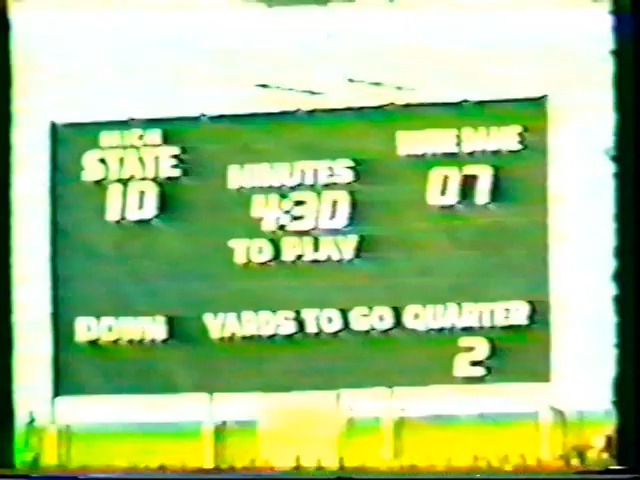 MICH
STATE
10
MINUTES
4:30
TO PLAY
NOTRE DAME
07
DOWN
YARDS TO GO
QUARTER
2